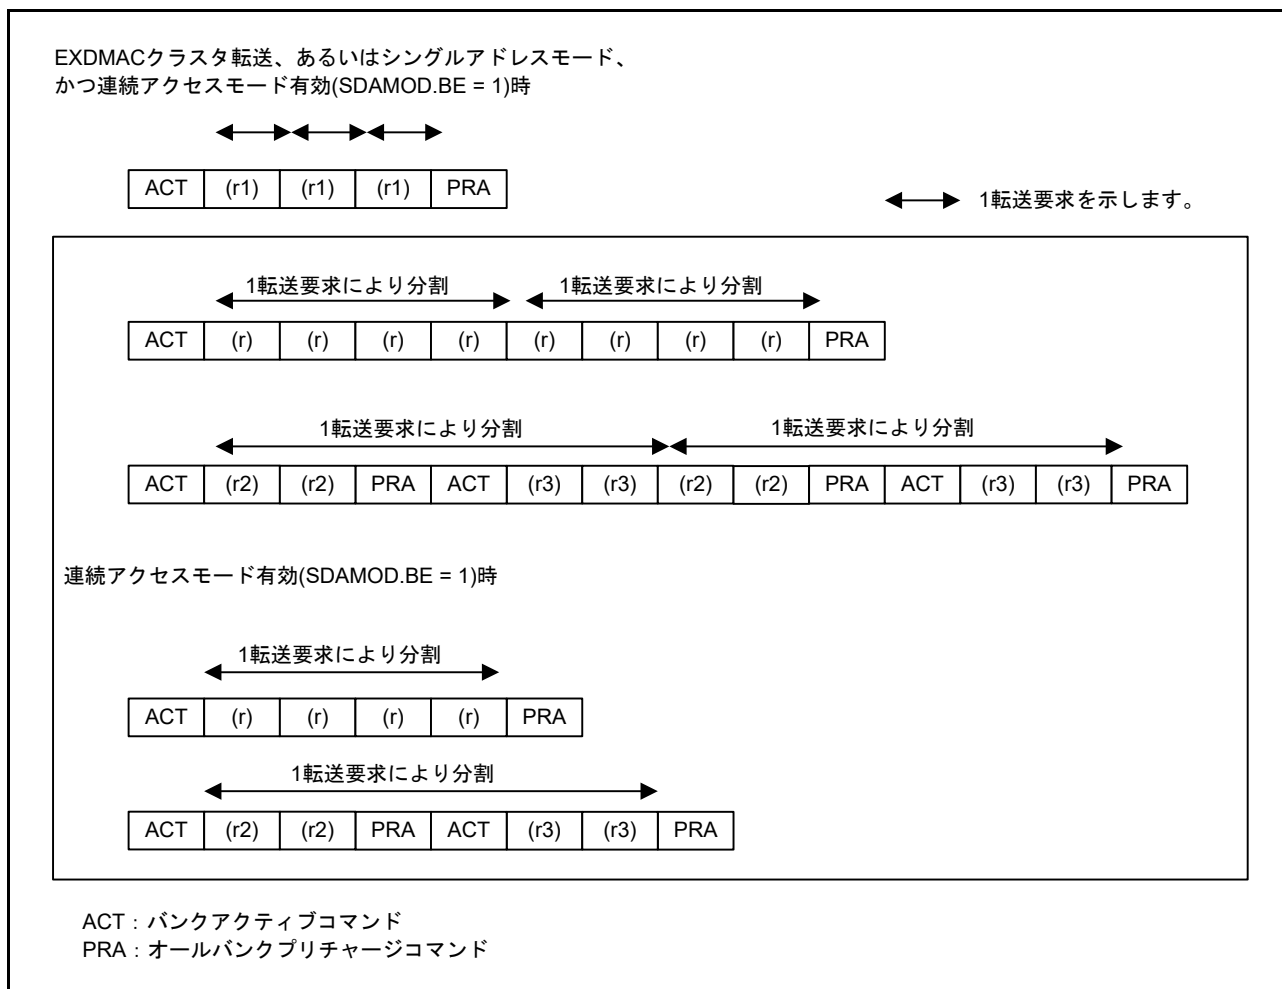 EXDMACクラスタ転送、あるいはシングルアドレスモード、
かつ連続アクセスモード有効(SDAMOD.BE = 1)時
ACT (r1) (r1) (r1) PRA
1転送要求を示します。
1転送要求により分割 1転送要求により分割
ACT (r) (r) (r) (r) (r) (r) (r) (r) PRA
1転送要求により分割 1転送要求により分割
ACT (r2) (r2) PRA ACT (r3) (r3) (r2) (r2) PRA ACT (r3) (r3) PRA
連続アクセスモード有効(SDAMOD.BE = 1)時
1転送要求により分割
ACT (r) (r) (r) (r) PRA
1転送要求により分割
ACT (r2) (r2) PRA ACT (r3) (r3) PRA
ACT：バンクアクティブコマンド
PRA：オールバンクプリチャージコマンド